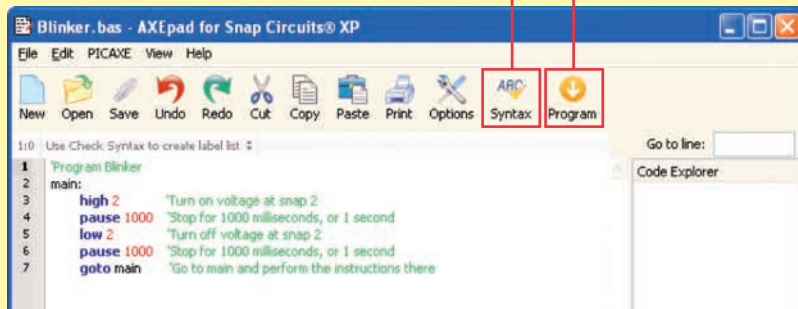 Blinker.bas - AXEpad for Snap Circuits® XP
File Edit PICAXE View Help
New Open Save Undo Redo Cut Copy Paste Print Options Syntax Program
1:0 Use Check Syntax to create label list Go to line:
Code Explorer
1 'Program Blinker
2 main:
3 high 2 'Turn on voltage at snap 2
4 pause 1000 'Stop for 1000 milliseconds, or 1 second
5 low 2 'Turn off voltage at snap 2
6 pause 1000 'Stop for 1000 milliseconds, or 1 second
7 goto main 'Go to main and perform the instructions there